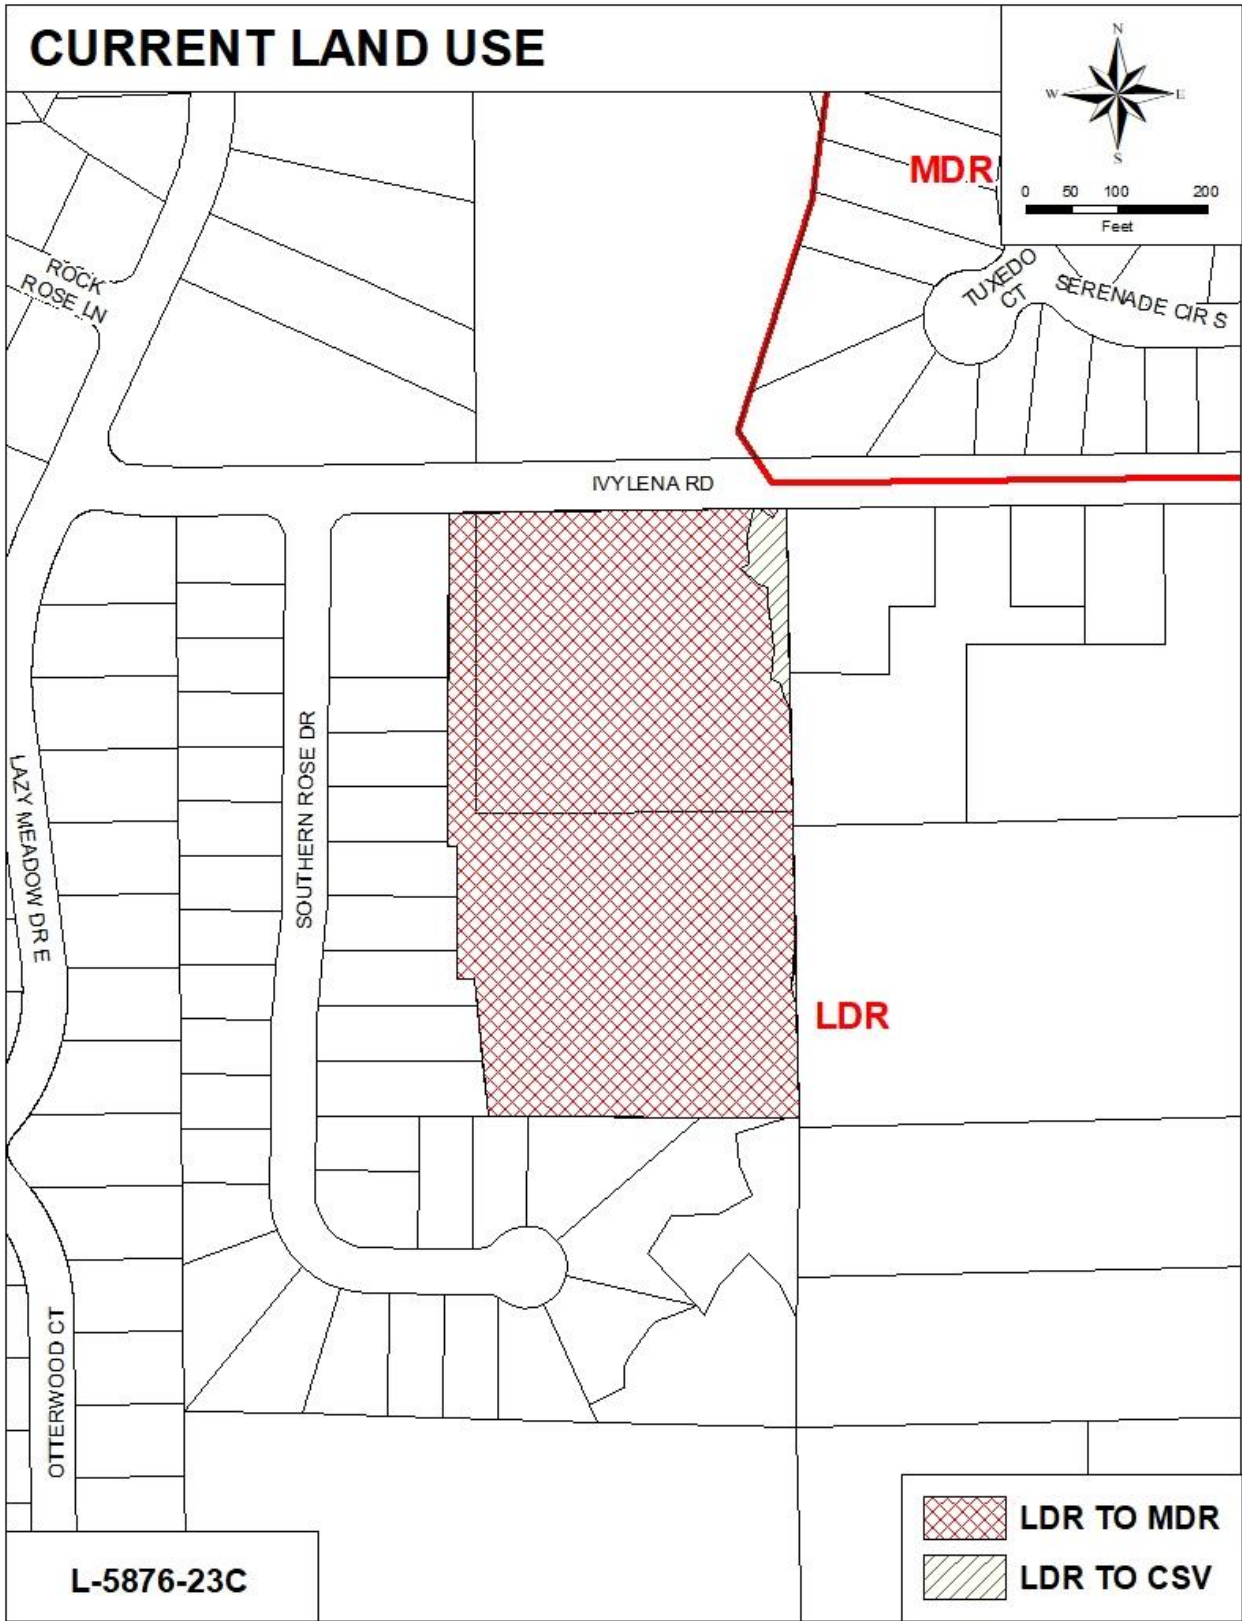 CURRENT LAND USE
N
W
E
S
0 50 100 200
Feet
MDR
ROCK
ROSE LN
TUXEDO
CT
SERENADE CIR S
IVYLENA RD
SOUTHERN ROSE DR
LAZY MEADOW DR E
LDR
OTTERWOOD CT
LDR TO MDR
LDR TO CSV
L-5876-23C